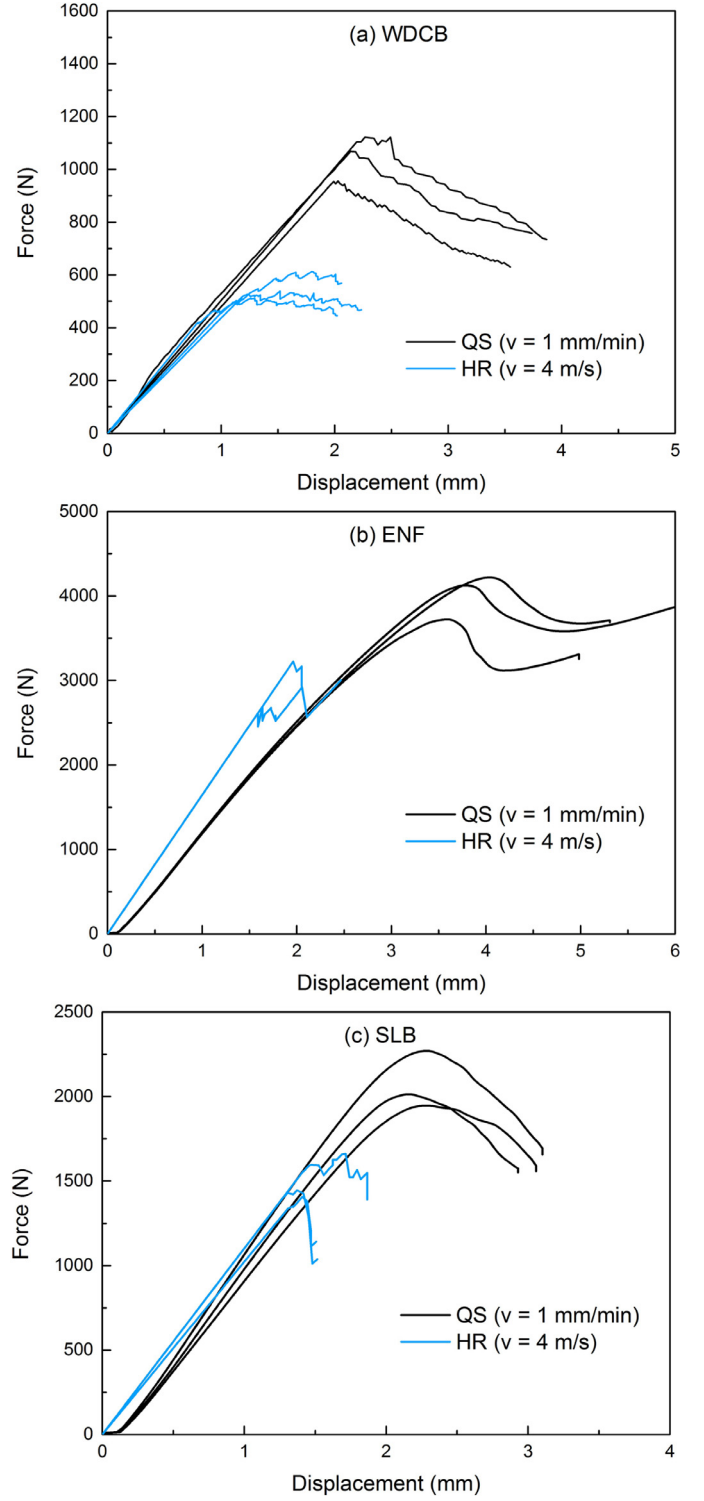 (a) WDCB
1600
1400
1200
1000
800
600
400
200
0
Force (N)
QS (v = 1 mm/min)
HR (v = 4 m/s)
0 1 2 3 4 5
Displacement (mm)
(b) ENF
5000
4000
3000
2000
1000
0
Force (N)
QS (v = 1 mm/min)
HR (v = 4 m/s)
0 1 2 3 4 5 6
Displacement (mm)
(c) SLB
2500
2000
1500
1000
500
0
Force (N)
QS (v = 1 mm/min)
HR (v = 4 m/s)
0 1 2 3 4
Displacement (mm)